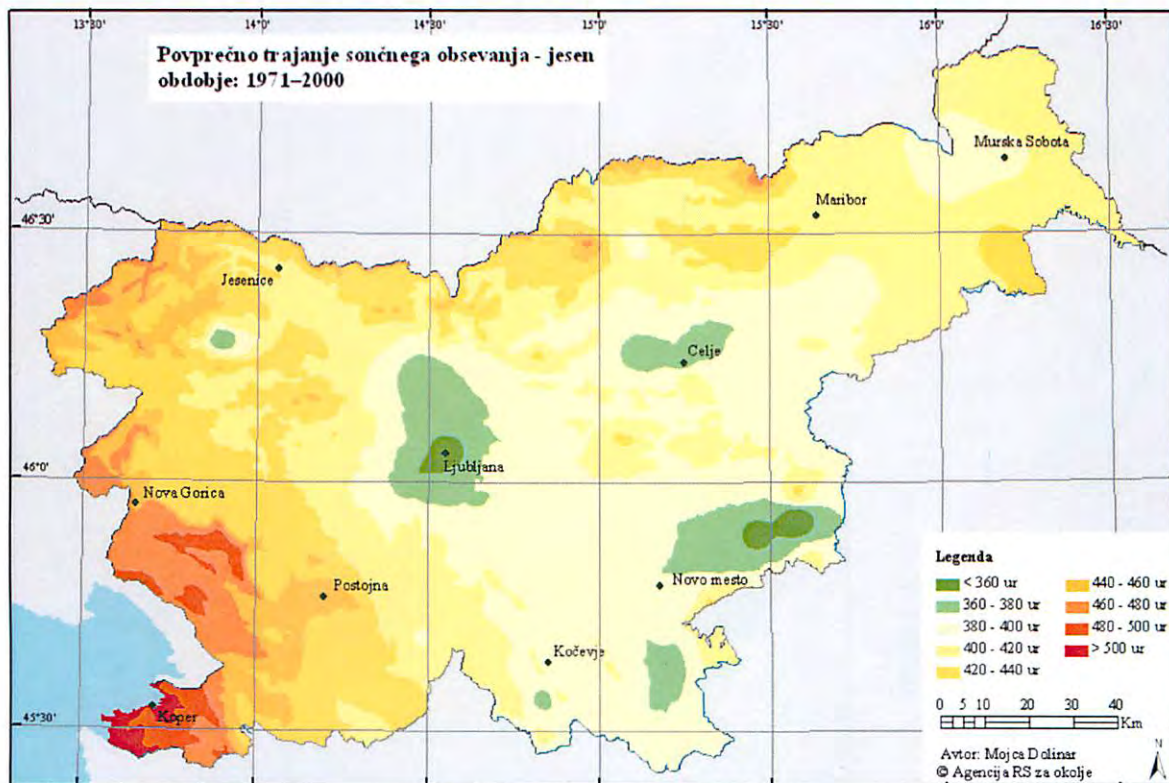 13°30' 14°0' 14°30' 15°0' 15°30' 16°0' 16°30'
Povprečno trajanje sončnega obsevanja - jesen
obdobje: 1971–2000
Murska Sobota
Maribor
46°30'
Jesenice
Celje
Ljubljana
46°0'
Nova Gorica
Postojna
Novo mesto
Kočevje
45°30'
Koper
Legenda
< 360 ur
360 - 380 ur
380 - 400 ur
400 - 420 ur
420 - 440 ur
440 - 460 ur
460 - 480 ur
480 - 500 ur
> 500 ur
0 5 10 20 30 40
Km
N
Avtor: Mojca Dolinar
© Agencija RS za okolje